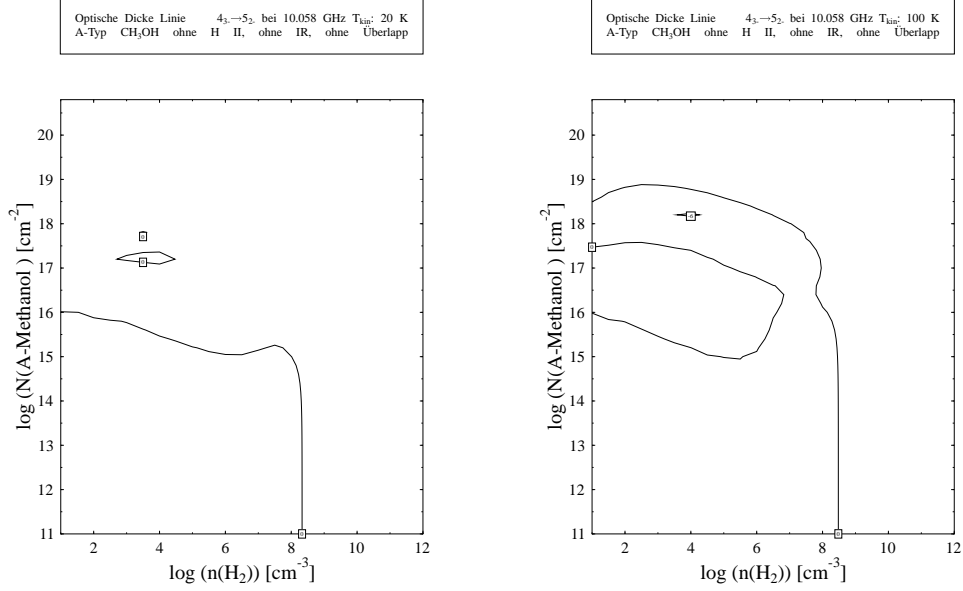 Optische Dicke Linie 4₃-→5₂- bei 10.058 GHz Tₖᵢₙ: 20 K
A-Typ CH₃OH ohne H II, ohne IR, ohne Überlapp
20
19
18
17
16
15
14
13
12
11
2 4 6 8 10 12
log (N(A-Methanol ) [cm⁻²]
log (n(H₂)) [cm⁻³]
Optische Dicke Linie 4₃-→5₂- bei 10.058 GHz Tₖᵢₙ: 100 K
A-Typ CH₃OH ohne H II, ohne IR, ohne Überlapp
20
19
18
17
16
15
14
13
12
11
2 4 6 8 10 12
log (N(A-Methanol ) [cm⁻²]
log (n(H₂)) [cm⁻³]